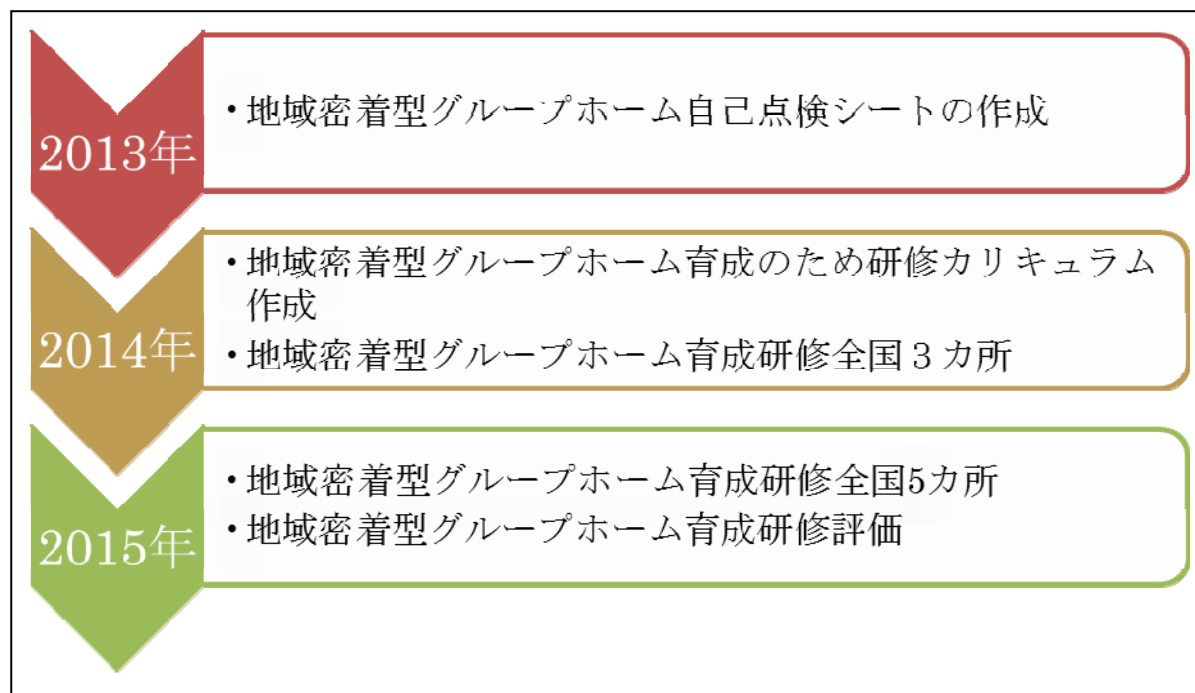 2013年
・地域密着型グループホーム自己点検シートの作成
2014年
・地域密着型グループホーム育成のため研修カリキュラム
作成
・地域密着型グループホーム育成研修全国３カ所
2015年
・地域密着型グループホーム育成研修全国5カ所
・地域密着型グループホーム育成研修評価